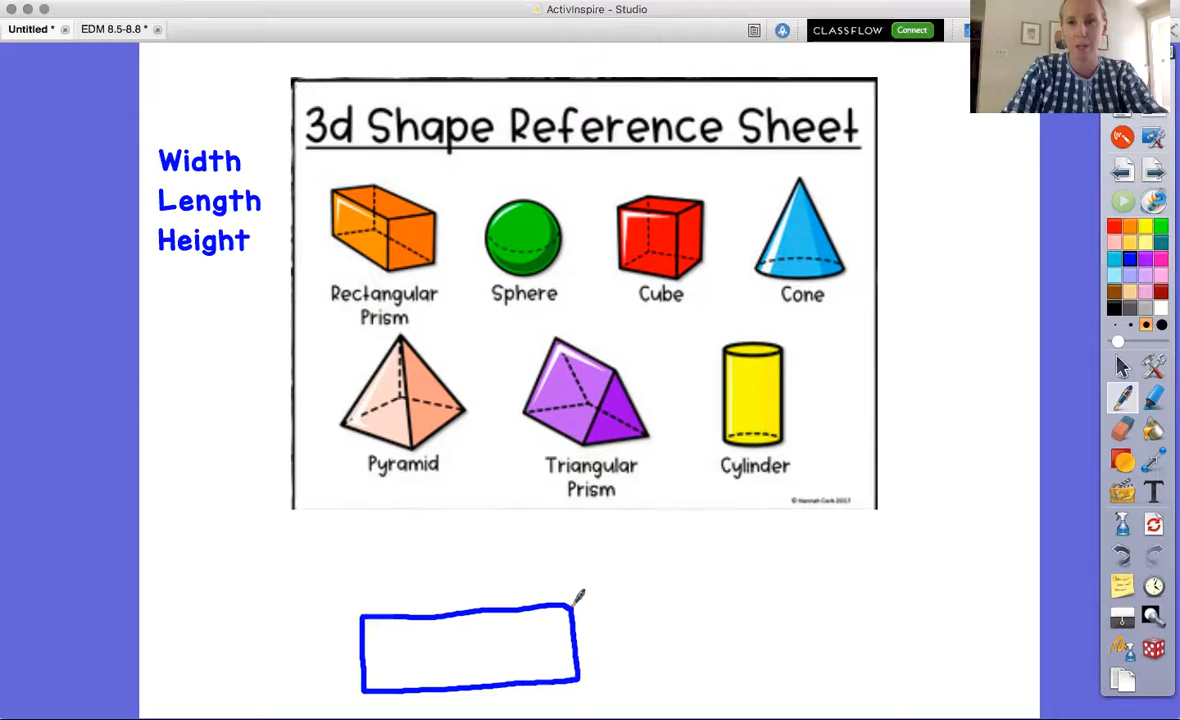 ActivInspire - Studio
Untitled *
EDM 8.5-8.8 *
CLASSFLOW Connect
3d Shape Reference Sheet
Width
Length
Height
Rectangular Prism
Sphere
Cube
Cone
Pyramid
Triangular Prism
Cylinder